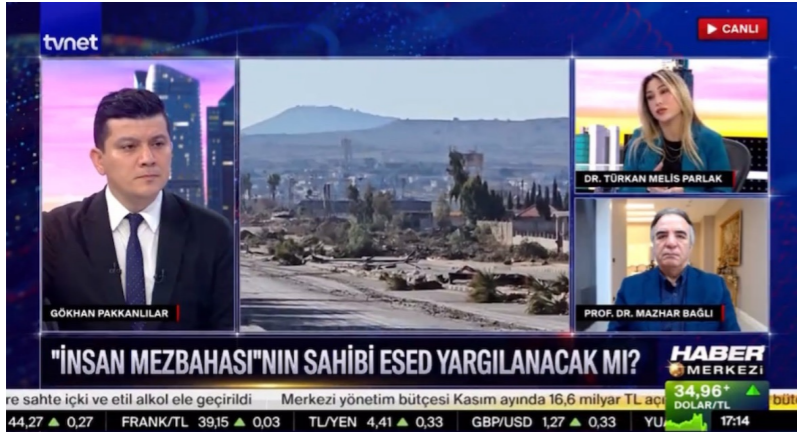 tvnet
CANLI
DR. TÜRKAN MELİS PARLAK
GÖKHAN PAKKANLILAR
PROF. DR. MAZHAR BAĞLI
"İNSAN MEZBAHASI"NIN SAHİBİ ESED YARGILANACAK MI?
HABER
MERKEZİ
re sahte içki ve etil alkol ele geçirildi Merkezi yönetim bütçesi Kasım ayında 16,6 milyar TL
34,96+
DOLAR/TL
44,27 0,27 FRANK/TL 39,15 0,03 TL/YEN 4,41 0,33 GBP/USD 1,27 0,33
17:14